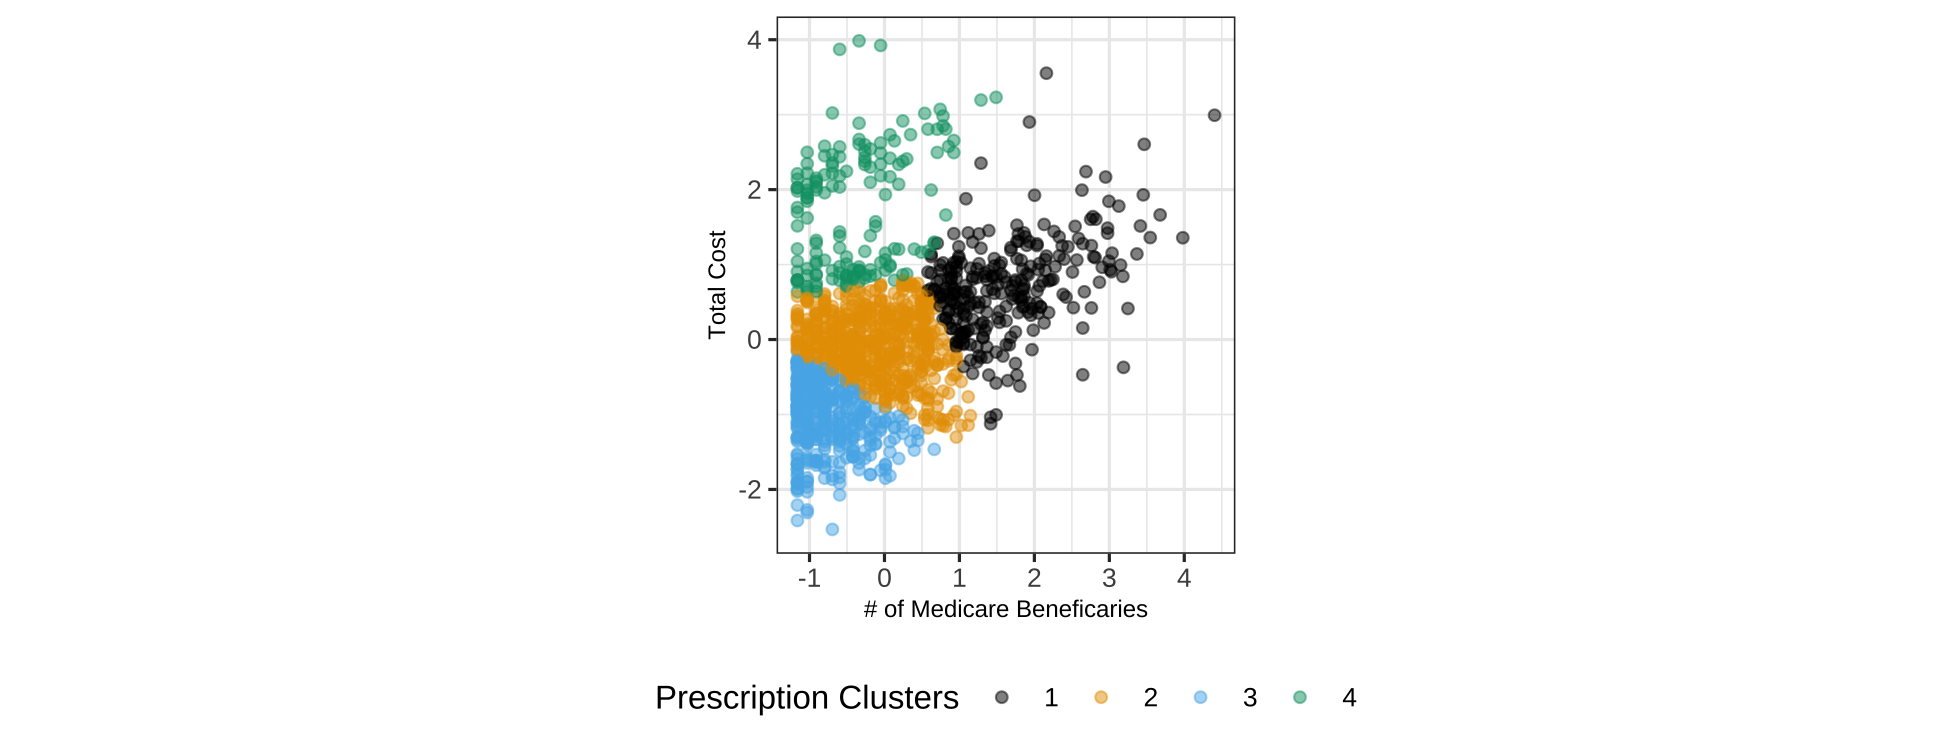 4
2
0
-2
Total Cost
-1 0 1 2 3 4
# of Medicare Beneficaries
Prescription Clusters 1 2 3 4